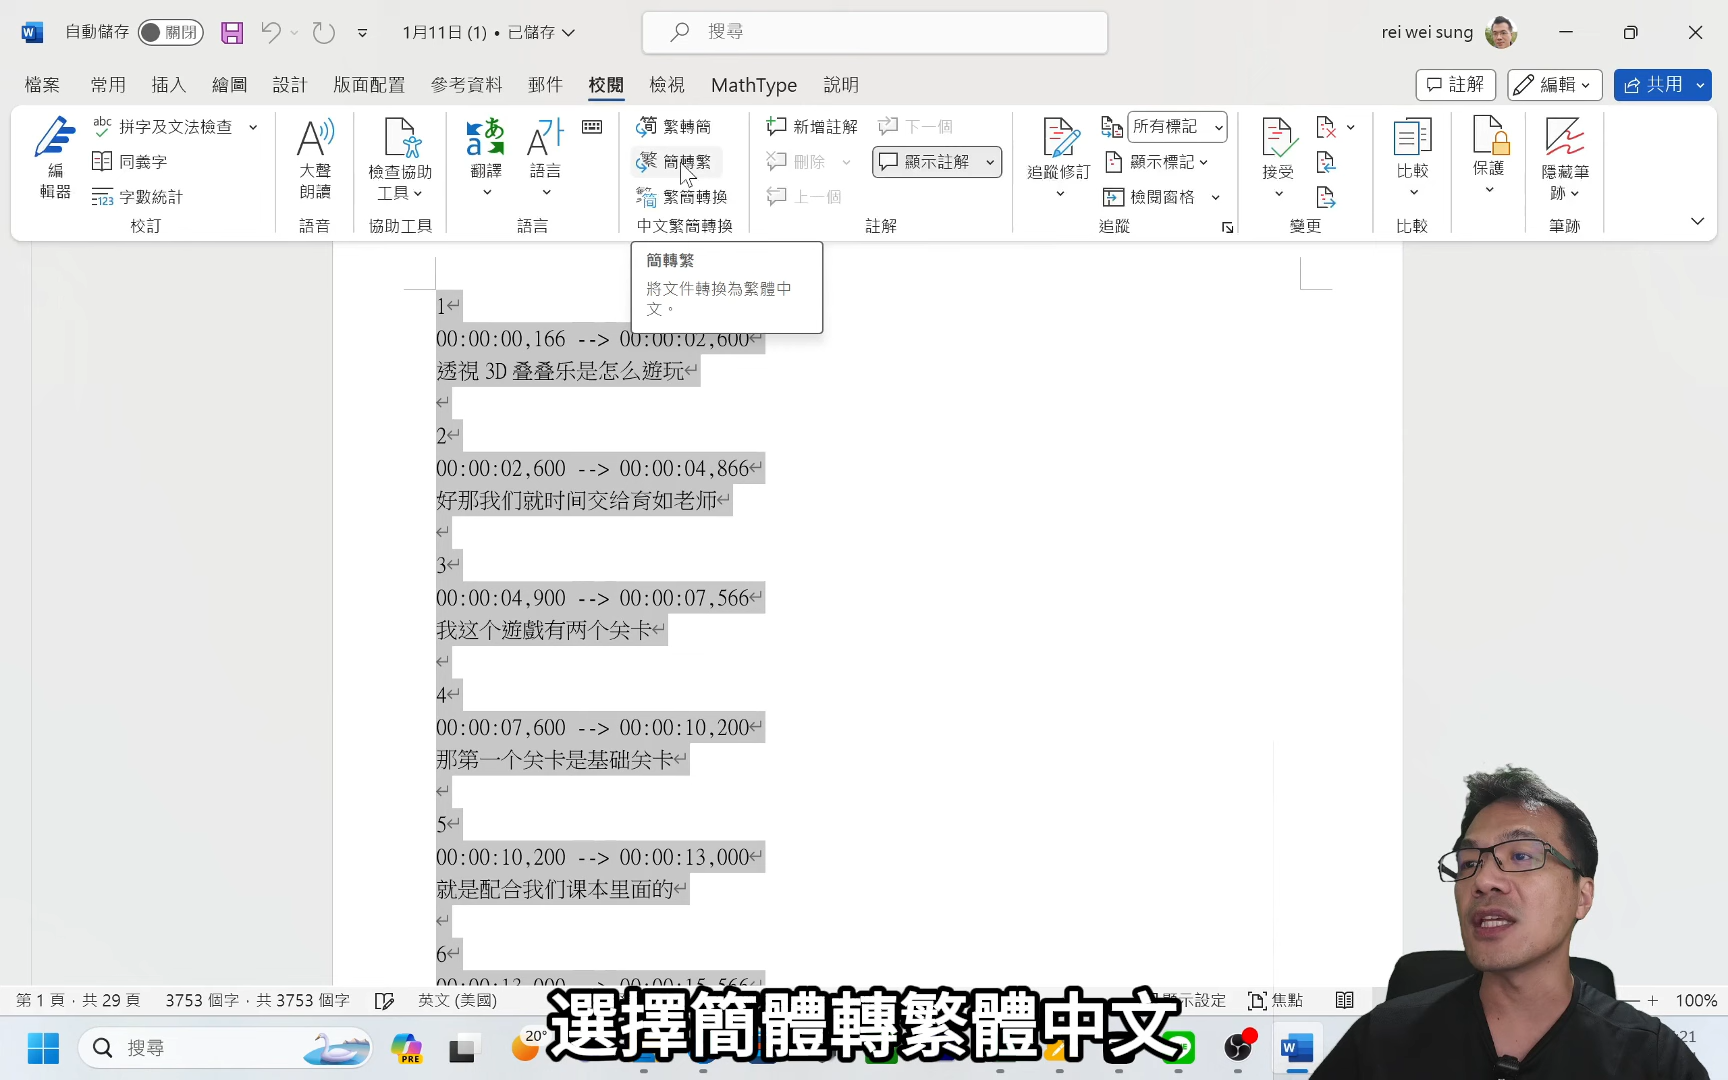 自動儲存 關閉 1月11日 (1) • 已儲存 搜尋 rei wei sung
檔案 常用 插入 繪圖 設計 版面配置 參考資料 郵件 校閱 檢視 MathType 說明 註解 編輯 共用
編輯器 拼字及文法檢查 同義字 字數統計 校訂
大聲朗讀 語音
檢查協助工具 協助工具
翻譯 語言 語言
繁轉簡
簡轉繁
繁簡轉換
中文繁簡轉換
新增註解 刪除 上一個 下一個 顯示註解 註解
追蹤修訂 所有標記 顯示標記 檢閱窗格 追蹤
接受 變更
比較 比較
保護
隱藏筆跡 筆跡
簡轉繁
將文件轉換為繁體中
文。
1
00:00:00,166 --> 00:00:02,600
透視 3D 叠叠乐是怎么遊玩
2
00:00:02,600 --> 00:00:04,866
好那我们就时间交给育如老师
3
00:00:04,900 --> 00:00:07,566
我这个遊戲有两个关卡
4
00:00:07,600 --> 00:00:10,200
那第一个关卡是基础关卡
5
00:00:10,200 --> 00:00:13,000
就是配合我们课本里面的
6
00:00:13,000 --> 00:00:15,566
第 1 頁，共 29 頁 3753 個字，共 3753 個字 英文 (美國) 顯示設定 焦點 100%
選擇簡體轉繁體中文
搜尋 PRE 20°